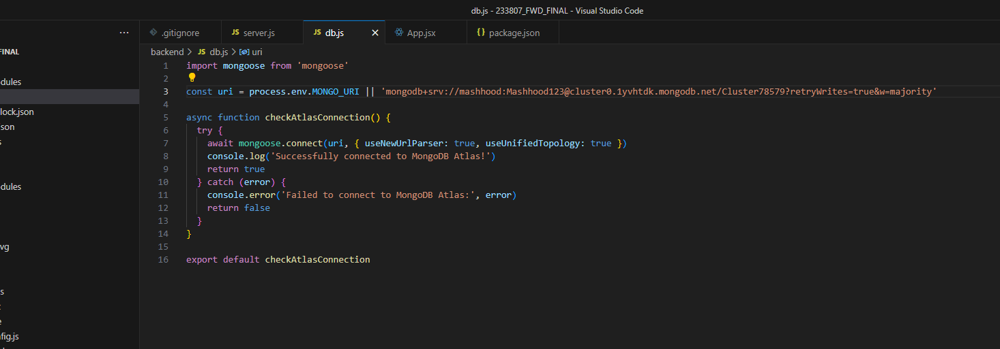 db.js - 233807_FWD_FINAL - Visual Studio Code
...
.gitignore
JS server.js
JS db.js ×
App.jsx
{} package.json
FINAL
dules
lock.json
son
s
dules
vg
s
t
e
fig.js
backend > JS db.js > uri
1 import mongoose from 'mongoose'
2
3 const uri = process.env.MONGO_URI || 'mongodb+srv://mashhood:Mashhood123@cluster0.1yvhtdk.mongodb.net/Cluster78579?retryWrites=true&w=majority'
4
5 async function checkAtlasConnection() {
6 try {
7 await mongoose.connect(uri, { useNewUrlParser: true, useUnifiedTopology: true })
8 console.log('Successfully connected to MongoDB Atlas!')
9 return true
10 } catch (error) {
11 console.error('Failed to connect to MongoDB Atlas:', error)
12 return false
13 }
14 }
15
16 export default checkAtlasConnection